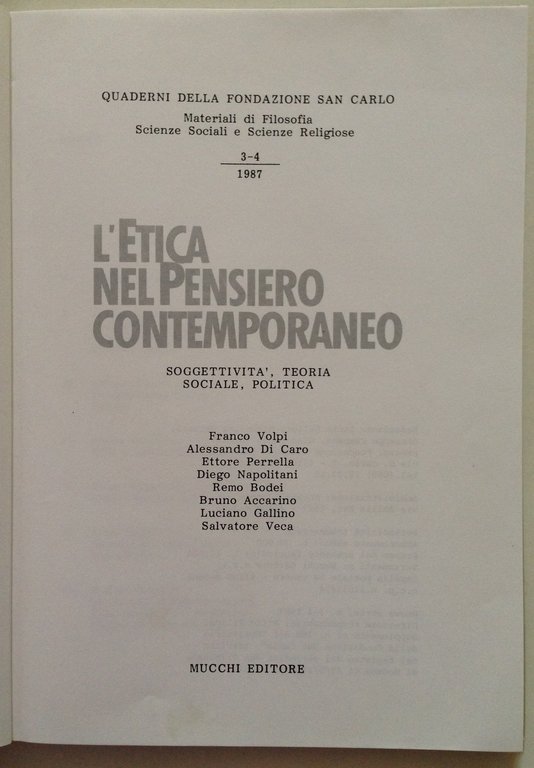 QUADERNI DELLA FONDAZIONE SAN CARLO
Materiali di Filosofia
Scienze Sociali e Scienze Religiose
3-4
1987
L'ETICA
NEL PENSIERO
CONTEMPORANEO
SOGGETTIVITA', TEORIA
SOCIALE, POLITICA
Franco Volpi
Alessandro Di Caro
Ettore Perrella
Diego Napolitani
Remo Bodei
Bruno Accarino
Luciano Gallino
Salvatore Veca
MUCCHI EDITORE